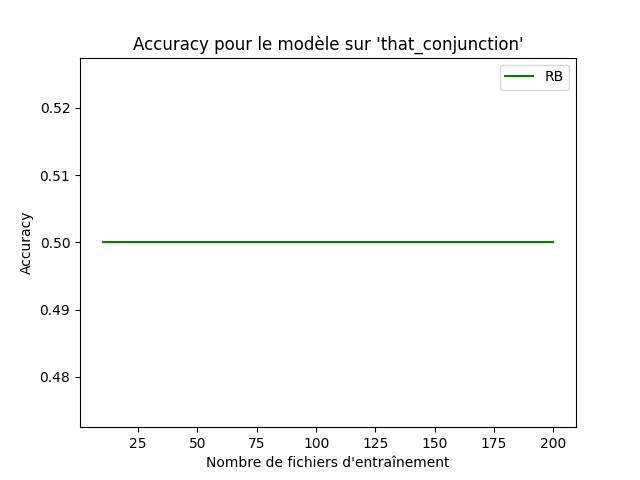 Accuracy pour le modèle sur 'that_conjunction'
RB
0.52
0.51
0.50
0.49
0.48
Accuracy
25 50 75 100 125 150 175 200
Nombre de fichiers d'entraînement